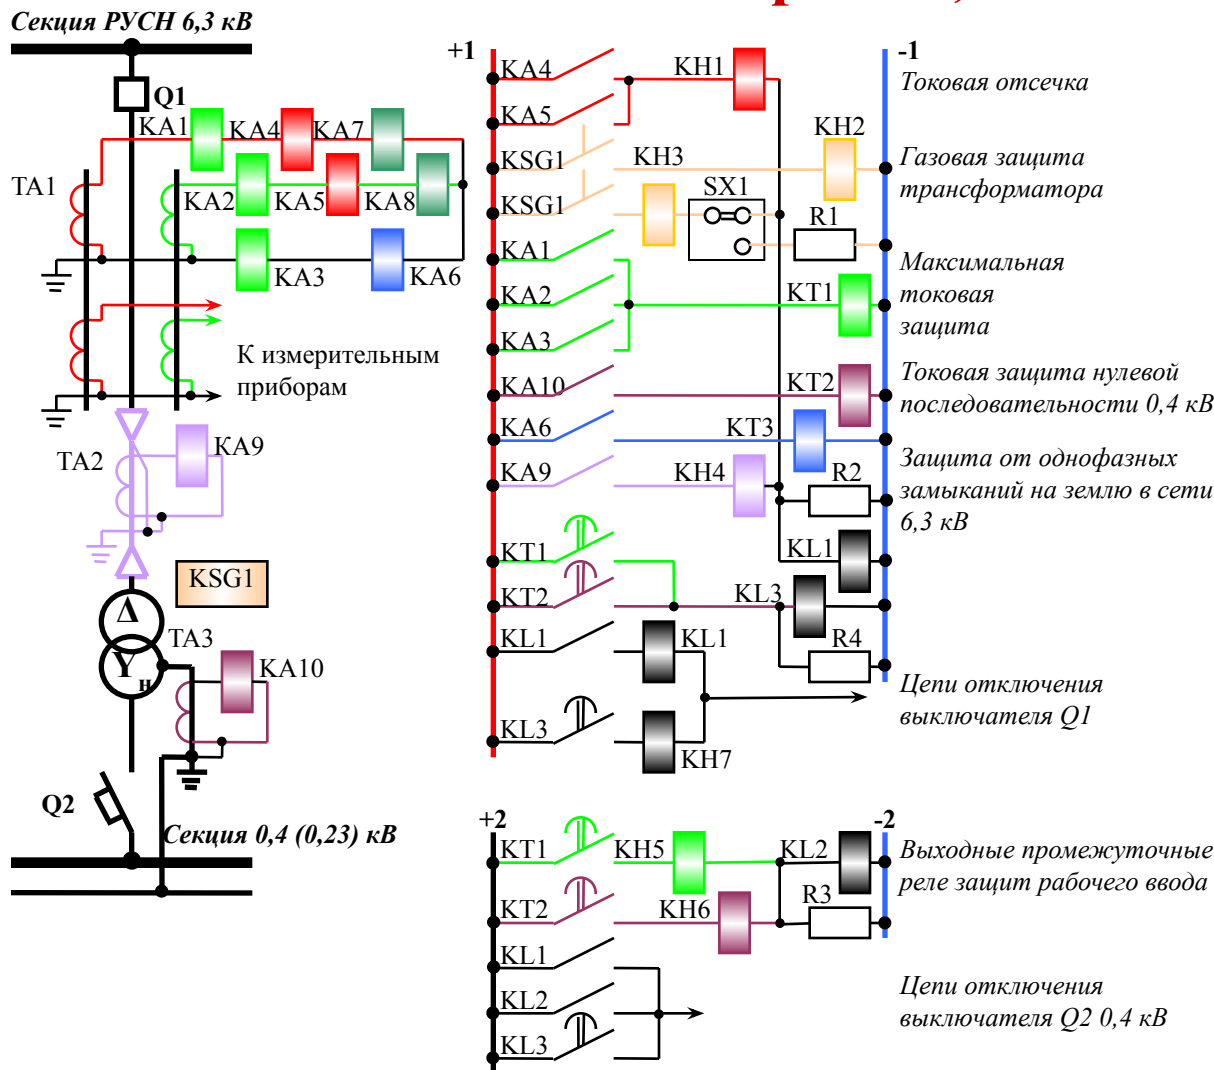 Секция РУСН 6,3 кВ
+1
-1
Q1
KA1
KA4
KA7
KA2
KA5
KA8
TA1
KA3
KA6
К измерительным
приборам
TA2
KA9
KSG1
Δ
Y н
TA3
KA10
Q2
Секция 0,4 (0,23) кВ
KA4
KH1
Токовая отсечка
KA5
KH2
KSG1
KH3
Газовая защита
трансформатора
KSG1
SX1
R1
KA1
Максимальная
токовая
защита
KA2
KT1
KA3
KA10
KT2
Токовая защита нулевой
последовательности 0,4 кВ
KA6
KT3
KA9
KH4
R2
Защита от однофазных
замыканий на землю в сети
6,3 кВ
KT1
KL1
KT2
KL3
KL1
KL1
R4
Цепи отключения
выключателя Q1
KL3
KH7
+2
-2
KT1
KH5
KL2
Выходные промежуточные
реле защит рабочего ввода
KT2
KH6
R3
KL1
KL2
Цепи отключения
выключателя Q2 0,4 кВ
KL3